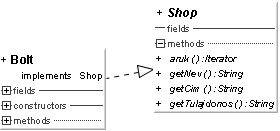 + Bolt
implements Shop
fields
constructors
methods
+ Shop
fields
methods
+ aruk () :Iterator
+ getNev () : String
+ getCim () : String
+ getTulajdonos () : String